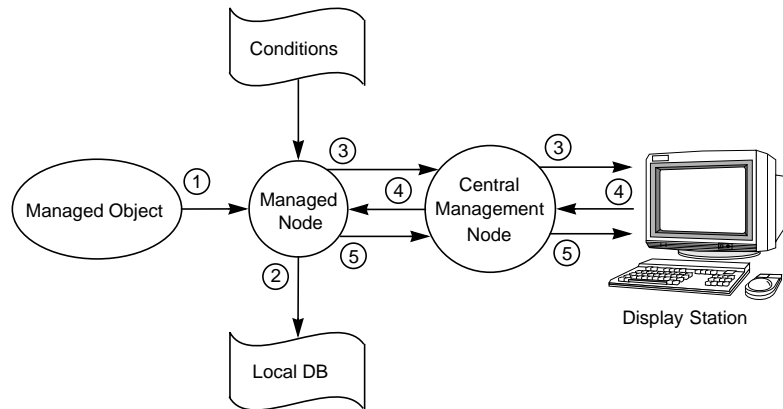 Conditions
3
3
1
Managed Object
Managed
Node
4
Central
Management
Node
4
2
5
5
Display Station
Local DB